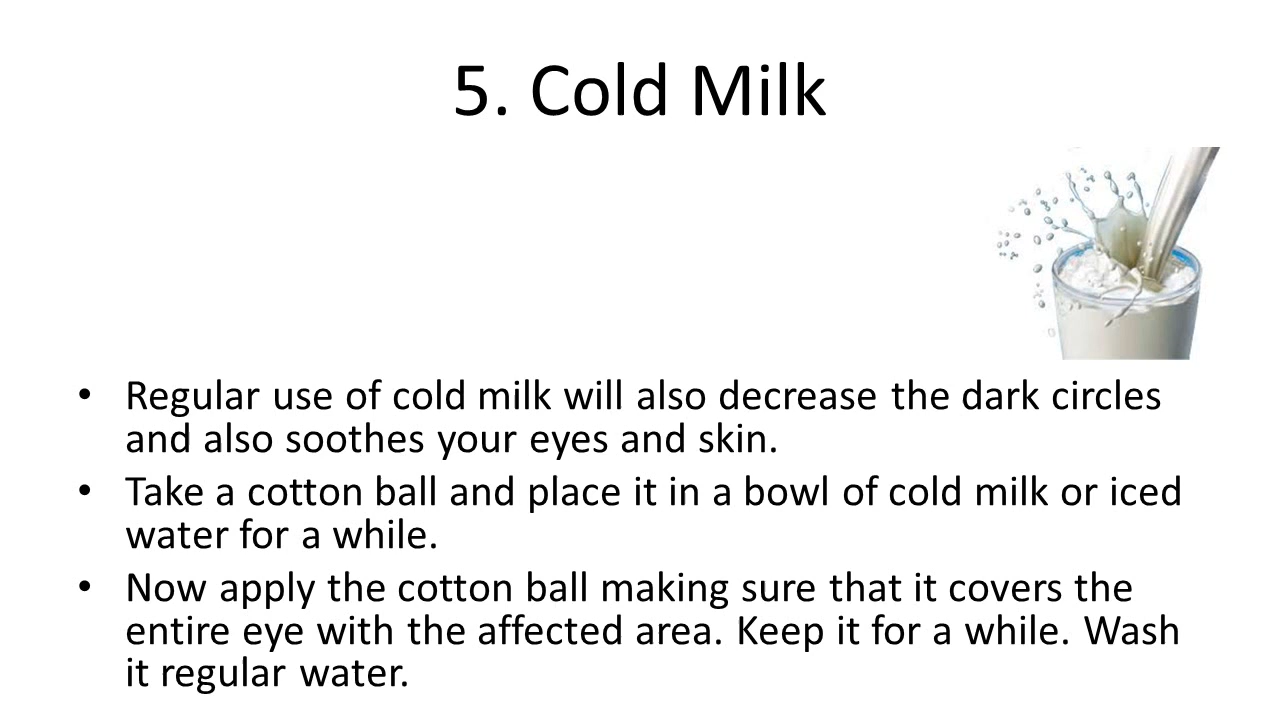 5. Cold Milk
• Regular use of cold milk will also decrease the dark circles
and also soothes your eyes and skin.
• Take a cotton ball and place it in a bowl of cold milk or iced
water for a while.
• Now apply the cotton ball making sure that it covers the
entire eye with the affected area. Keep it for a while. Wash
it regular water.